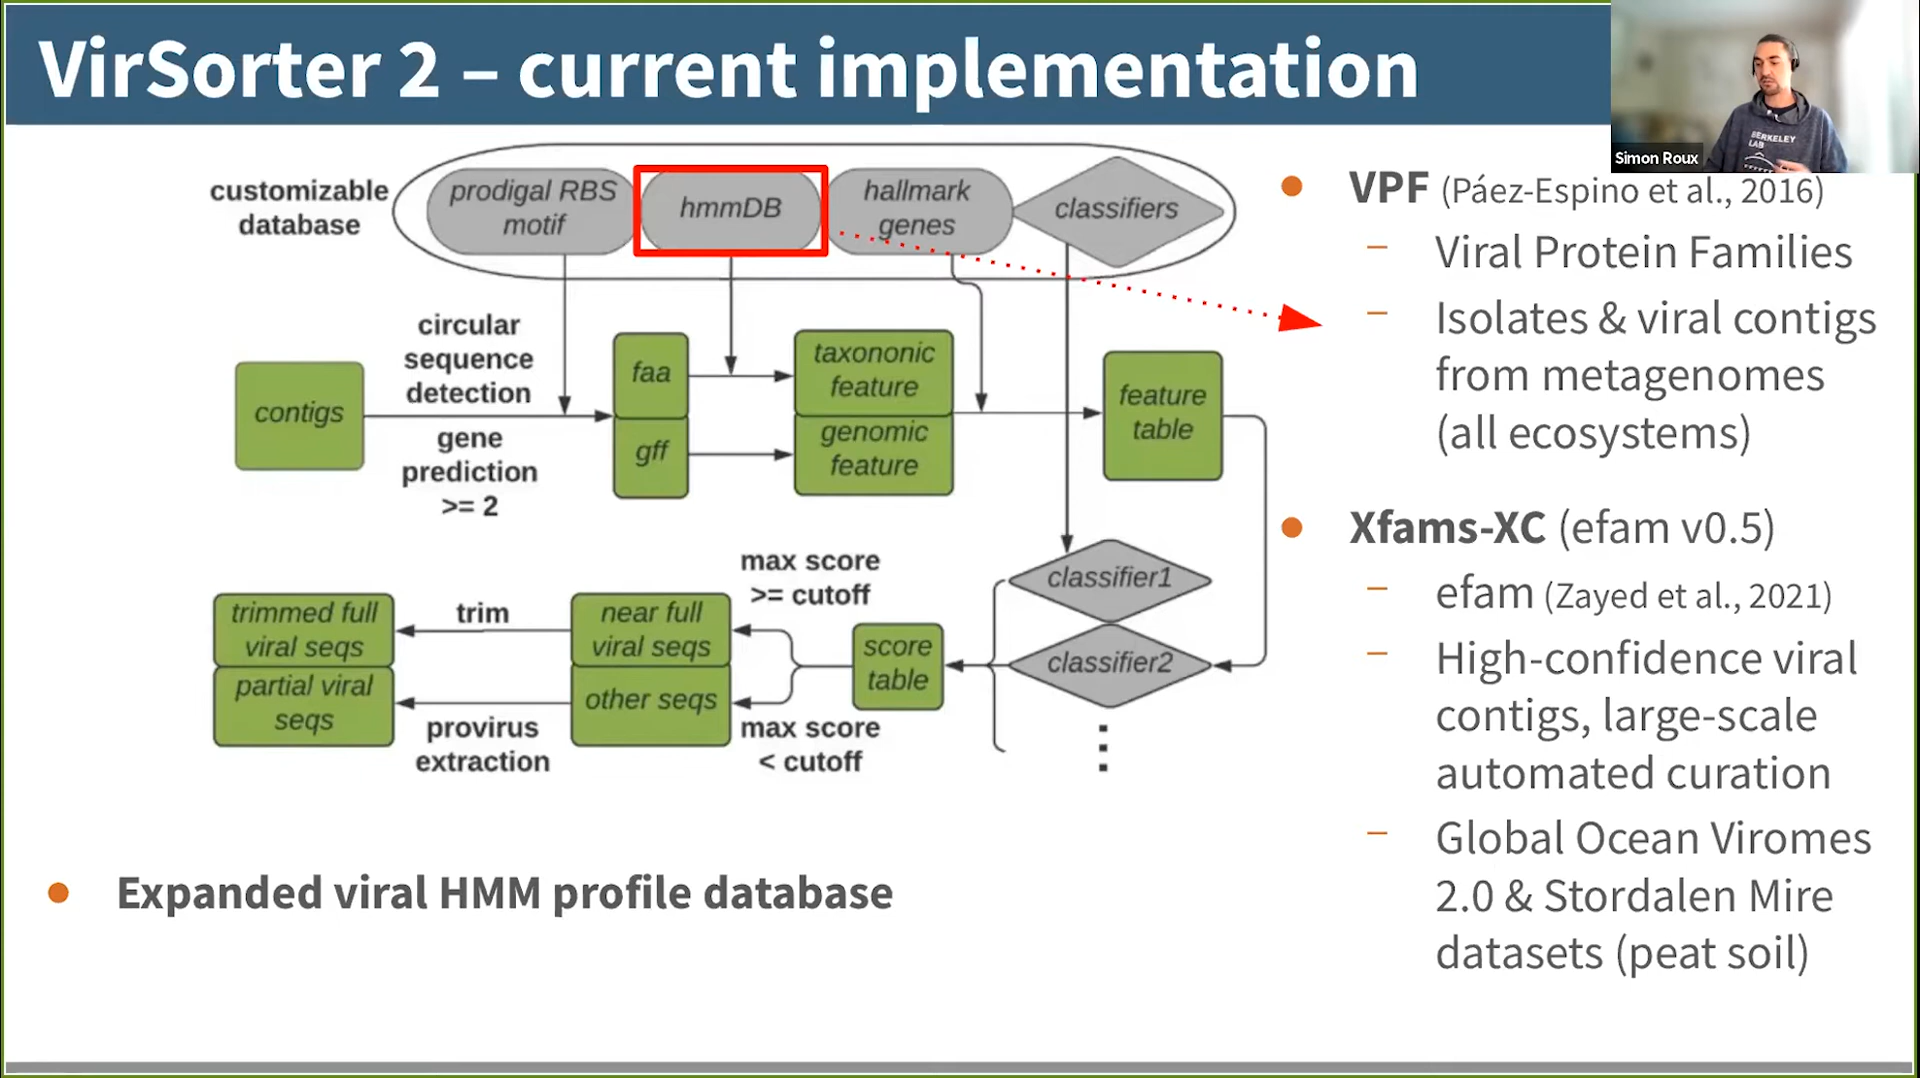 VirSorter 2 – current implementation
BERKELEY
LAB
Simon Roux
customizable
database
prodigal RBS
motif
hmmDB
hallmark
genes
classifiers
circular
sequence
detection
gene
prediction
>= 2
contigs
faa
gff
taxononic
feature
genomic
feature
feature
table
classifier1
classifier2
score
table
max score
>= cutoff
max score
< cutoff
near full
viral seqs
other seqs
trim
provirus
extraction
trimmed full
viral seqs
partial viral
seqs
• Expanded viral HMM profile database
• VPF (Páez-Espino et al., 2016)
– Viral Protein Families
– Isolates & viral contigs
from metagenomes
(all ecosystems)
• Xfams-XC (efam v0.5)
– efam (Zayed et al., 2021)
– High-confidence viral
contigs, large-scale
automated curation
– Global Ocean Viromes
2.0 & Stordalen Mire
datasets (peat soil)